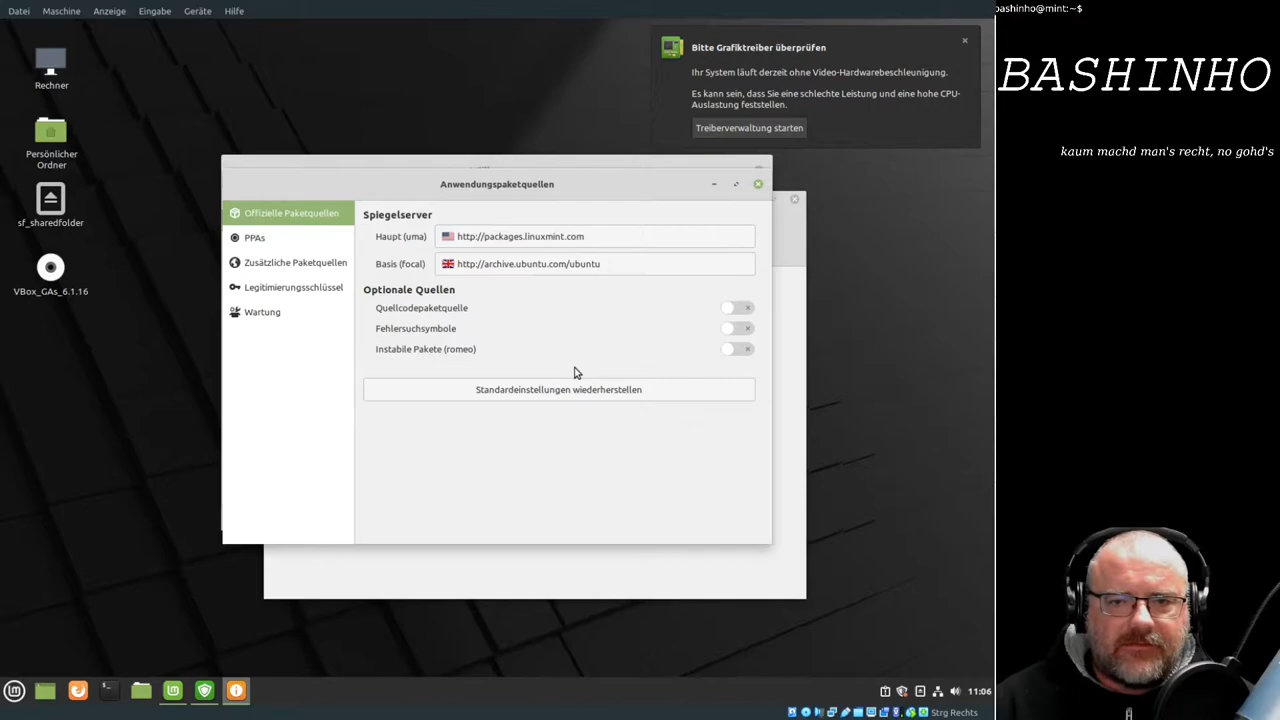 Datei Maschine Anzeige Eingabe Geräte Hilfe
bashinho@mint:~$
BASHINHO
kaum machd man's recht, no gohd's
Rechner
Persönlicher
Ordner
sf_sharedfolder
VBox_GAs_6.1.16
Bitte Grafiktreiber überprüfen
Ihr System läuft derzeit ohne Video-Hardwarebeschleunigung.
Es kann sein, dass Sie eine schlechte Leistung und eine hohe CPU-
Auslastung feststellen.
Treiberverwaltung starten
Anwendungspaketquellen
Offizielle Paketquellen
PPAs
Zusätzliche Paketquellen
Legitimierungsschlüssel
Wartung
Spiegelserver
Haupt (uma) http://packages.linuxmint.com
Basis (focal) http://archive.ubuntu.com/ubuntu
Optionale Quellen
Quellcodepaketquelle
Fehlersuchsymbole
Instabile Pakete (romeo)
Standardeinstellungen wiederherstellen
11:06
Strg Rechts